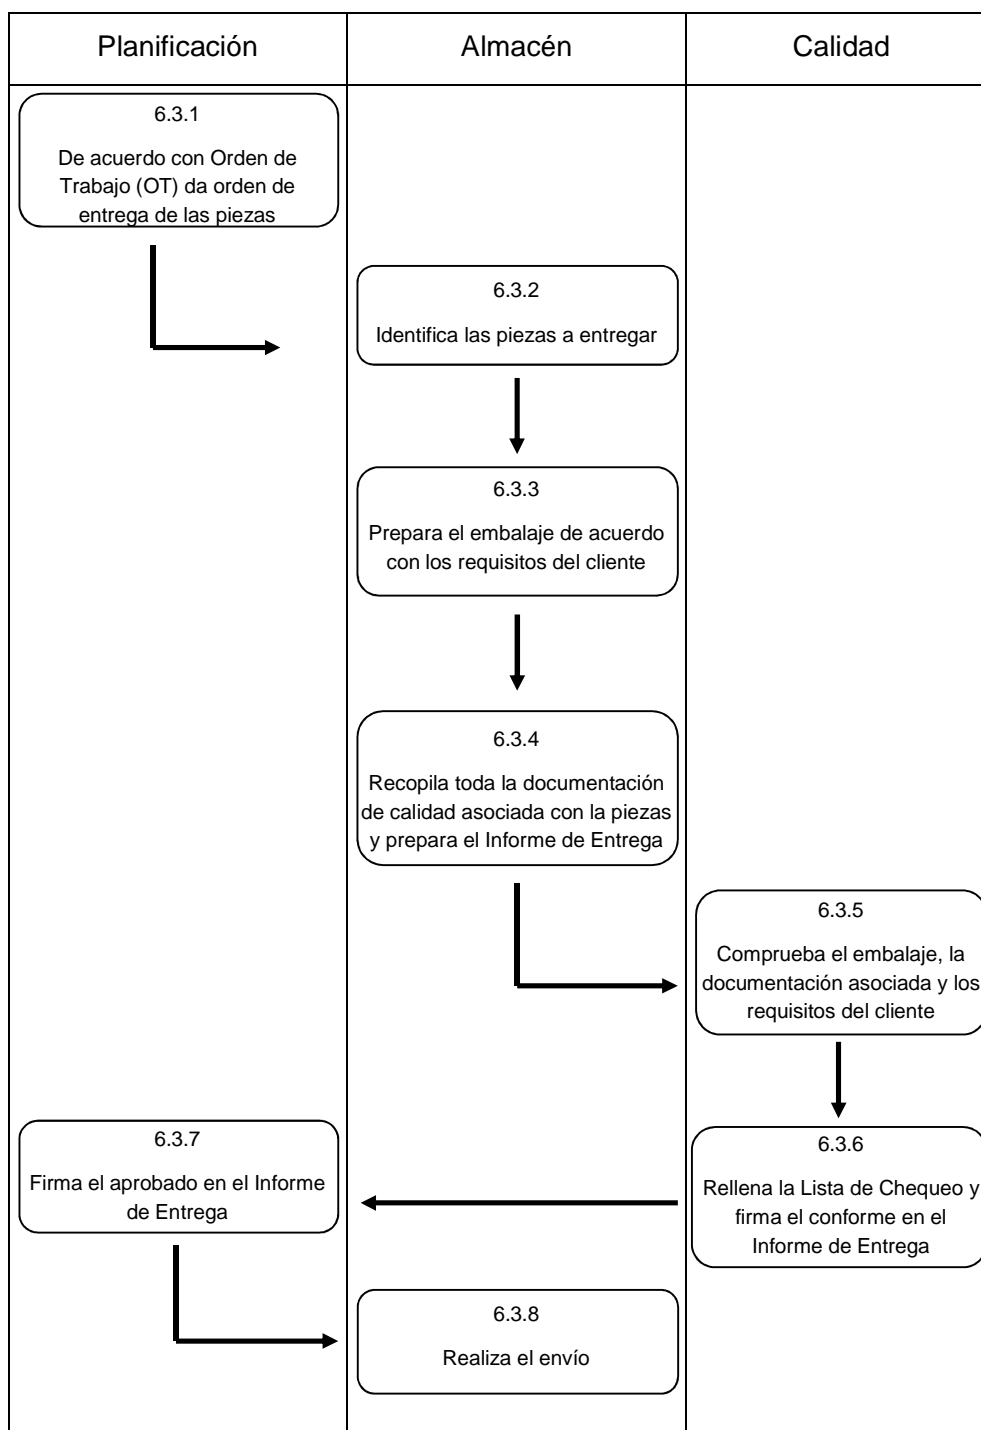 Planificación
Almacén
Calidad
6.3.1
De acuerdo con Orden de
Trabajo (OT) da orden de
entrega de las piezas
6.3.2
Identifica las piezas a entregar
6.3.3
Prepara el embalaje de acuerdo
con los requisitos del cliente
6.3.4
Recopila toda la documentación
de calidad asociada con la piezas
y prepara el Informe de Entrega
6.3.5
Comprueba el embalaje, la
documentación asociada y los
requisitos del cliente
6.3.6
Rellena la Lista de Chequeo y
firma el conforme en el
Informe de Entrega
6.3.7
Firma el aprobado en el Informe
de Entrega
6.3.8
Realiza el envío